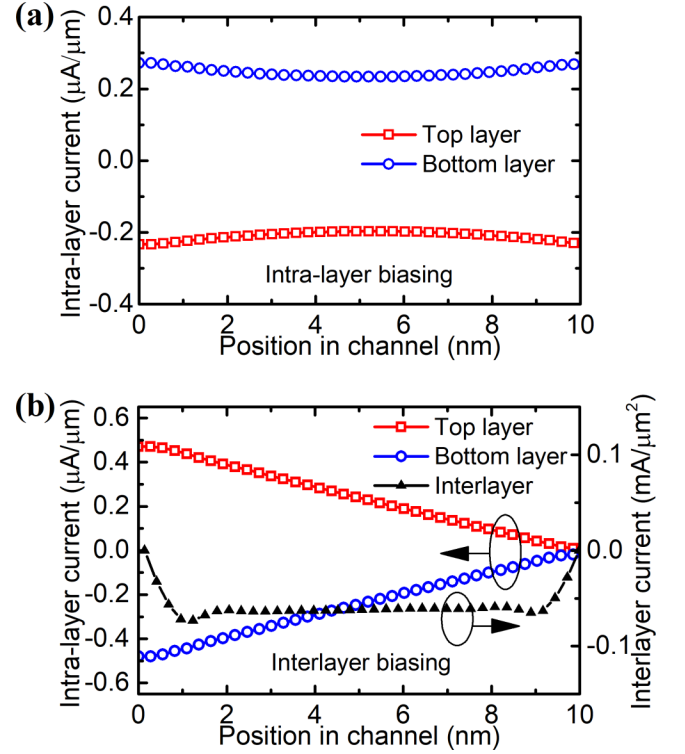 (a)
Intra-layer current (μA/μm)
0.4
0.2
0.0
-0.2
-0.4
Top layer
Bottom layer
Intra-layer biasing
0 2 4 6 8 10
Position in channel (nm)
(b)
Intra-layer current (μA/μm)
0.6
0.4
0.2
0.0
-0.2
-0.4
-0.6
Top layer
Bottom layer
Interlayer
Interlayer biasing
0.1
0.0
-0.1
Interlayer current (mA/μm²)
0 2 4 6 8 10
Position in channel (nm)